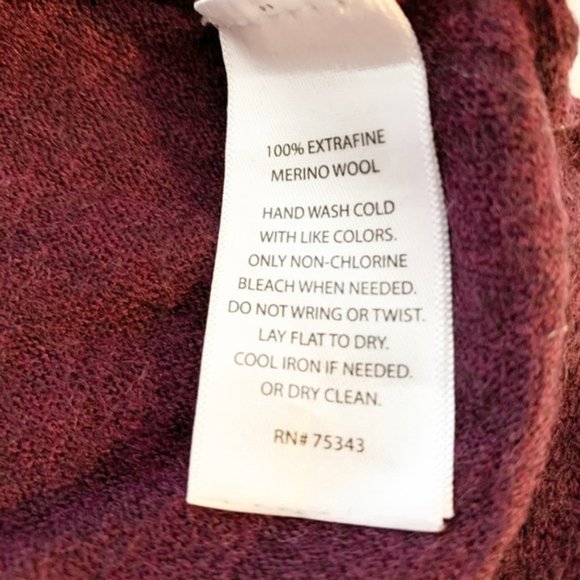 100% EXTRAFINE
MERINO WOOL
HAND WASH COLD
WITH LIKE COLORS.
ONLY NON-CHLORINE
BLEACH WHEN NEEDED.
DO NOT WRING OR TWIST.
LAY FLAT TO DRY.
COOL IRON IF NEEDED.
OR DRY CLEAN.
RN# 75343